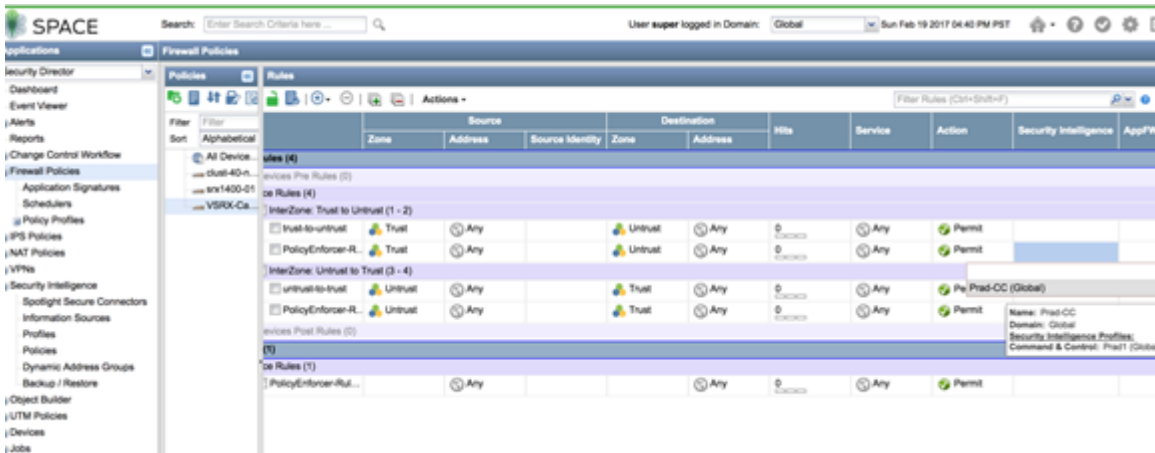 SPACE
Search: Enter Search Criteria here ...
User super logged in Domain: Global
Sun Feb 19 2017 04:40 PM PST
Applications
Firewall Policies
Security Director
Dashboard
Event Viewer
Alerts
Reports
Change Control Workflow
Firewall Policies
Application Signatures
Schedulers
Policy Profiles
IPS Policies
NAT Policies
VPNs
Security Intelligence
Spotlight Secure Connectors
Information Sources
Profiles
Policies
Dynamic Address Groups
Backup / Restore
Object Builder
UTM Policies
Devices
Jobs
Policies
Filter Filter
Sort Alphabetical
All Device...
clust-40-n...
srx1400-01
VSRX-Ca...
Rules
Actions
Filter Rules (Ctrl+Shift+F)
Source Destination Hits Service Action Security Intelligence AppFW
Zone Address Source Identity Zone Address
ules (4)
evices Pre Rules (0)
ce Rules (4)
InterZone: Trust to Untrust (1 - 2)
trust-to-untrust Trust Any Untrust Any 0 Any Permit
PolicyEnforcer-R... Trust Any Untrust Any 0 Any Permit
InterZone: Untrust to Trust (3 - 4)
untrust-to-trust Untrust Any Trust Any 0 Any Pe Prad-CC (Global)
PolicyEnforcer-R... Untrust Any Trust Any 0 Any Permit
Name: Prad-CC
Domain: Global
Security Intelligence Profiles:
Command & Control: Prad1 (Globa
evices Post Rules (0)
(1)
ce Rules (1)
PolicyEnforcer-Rul... Any Any 0 Any Permit